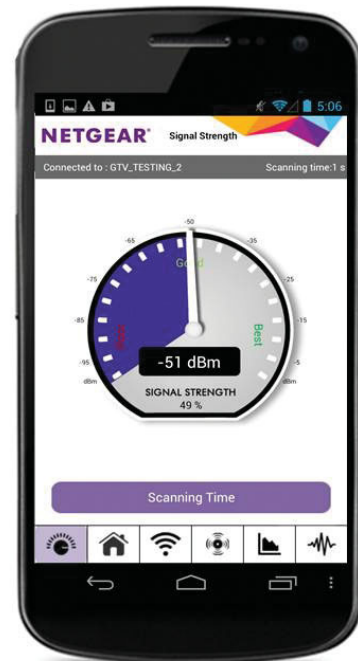 5:06
NETGEAR® Signal Strength
Connected to : GTV_TESTING_2 Scanning time:1 s
-50
-65 -35
Good
-75 -25
-85 -15
Poor Best
-95 -5
dBm dBm
-51 dBm
SIGNAL STRENGTH
49 %
Scanning Time